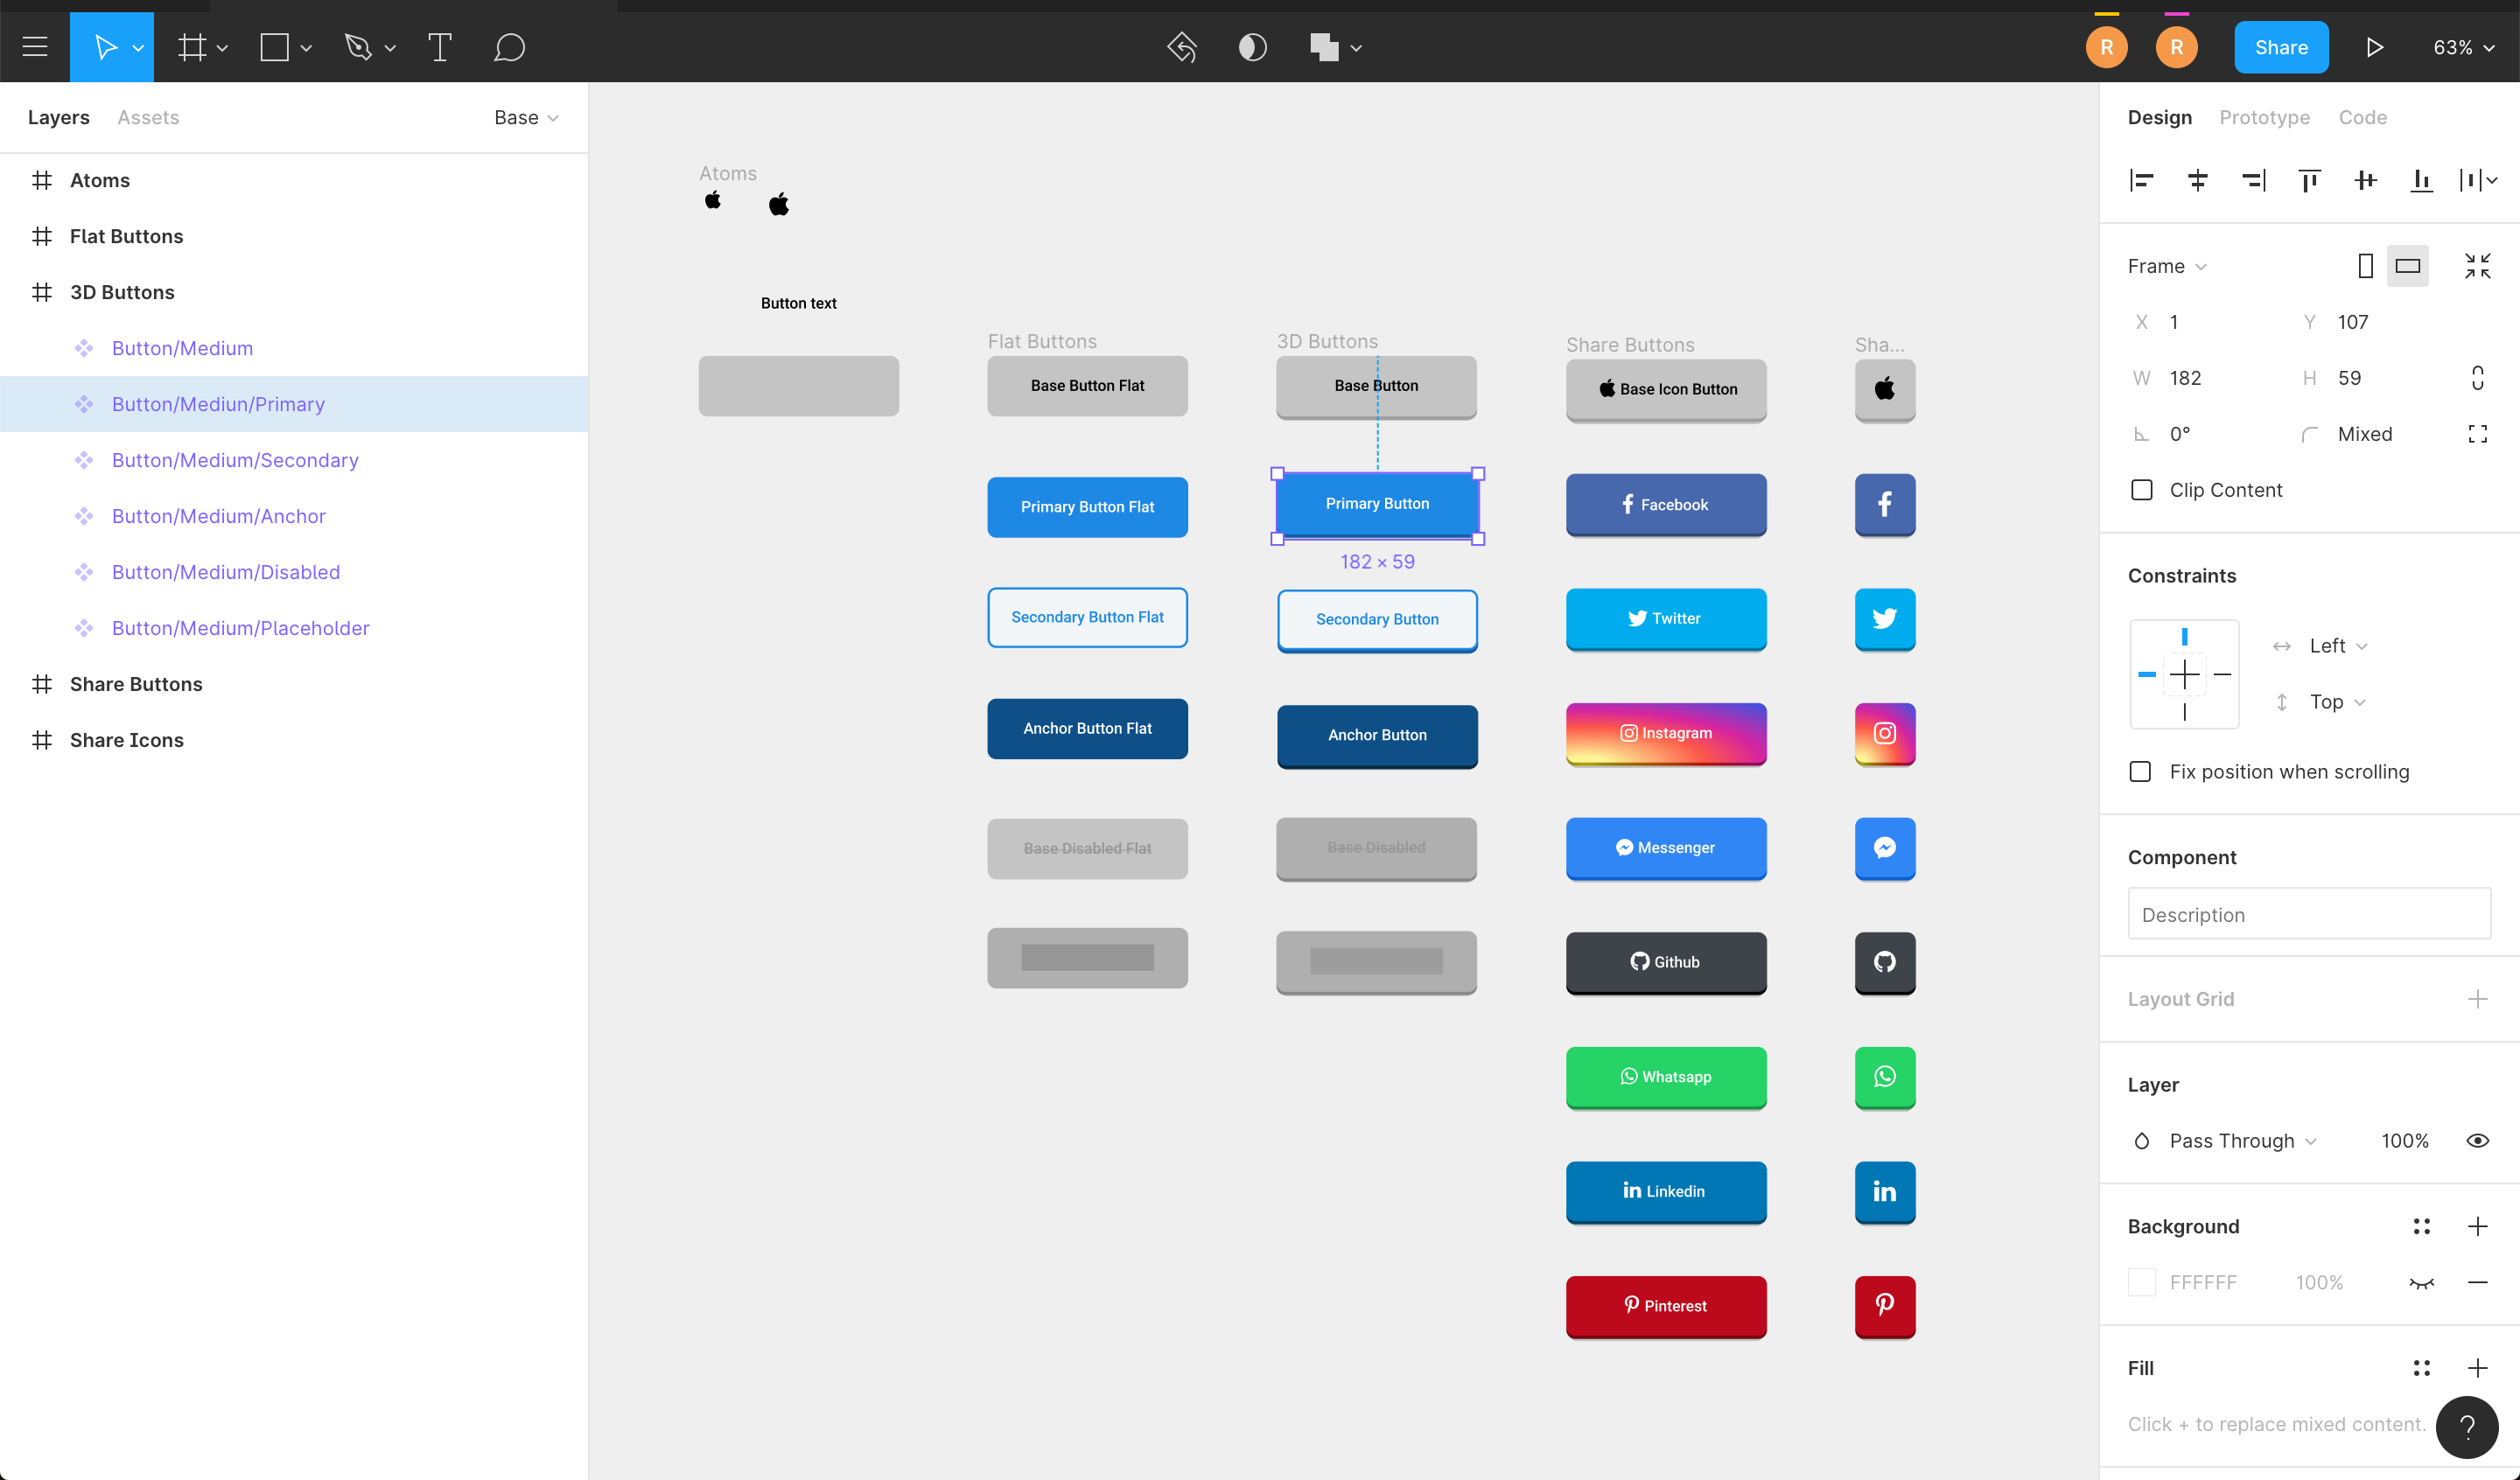 R
R
Share
63%
Layers
Assets
Base
Atoms
Flat Buttons
3D Buttons
Button/Medium
Button/Mediun/Primary
Button/Medium/Secondary
Button/Medium/Anchor
Button/Medium/Disabled
Button/Medium/Placeholder
Share Buttons
Share Icons
Atoms
Button text
Flat Buttons
Base Button Flat
Primary Button Flat
Secondary Button Flat
Anchor Button Flat
Base Disabled Flat
3D Buttons
Base Button
Primary Button
182 × 59
Secondary Button
Anchor Button
Base Disabled
Share Buttons
Base Icon Button
Facebook
Twitter
Instagram
Messenger
Github
Whatsapp
Linkedin
Pinterest
Sha...
Design
Prototype
Code
Frame
X 1
Y 107
W 182
H 59
0°
Mixed
Clip Content
Constraints
Left
Top
Fix position when scrolling
Component
Description
Layout Grid
Layer
Pass Through
100%
Background
FFFFFF
100%
Fill
Click + to replace mixed content.
?